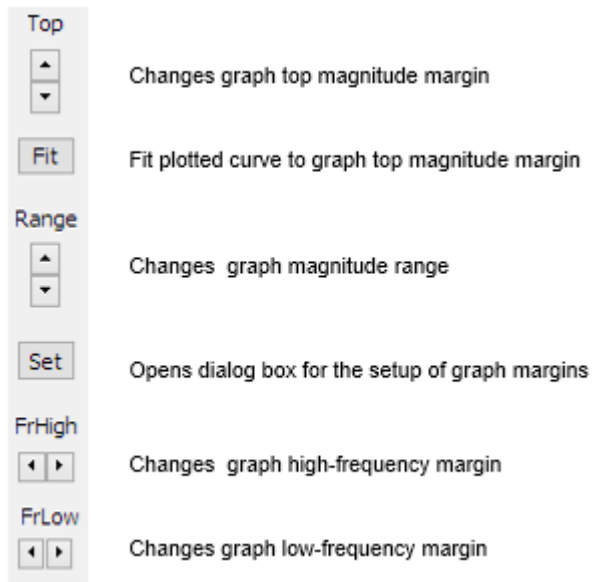 Top
Changes graph top magnitude margin
Fit
Fit plotted curve to graph top magnitude margin
Range
Changes graph magnitude range
Set
Opens dialog box for the setup of graph margins
FrHigh
Changes graph high-frequency margin
FrLow
Changes graph low-frequency margin